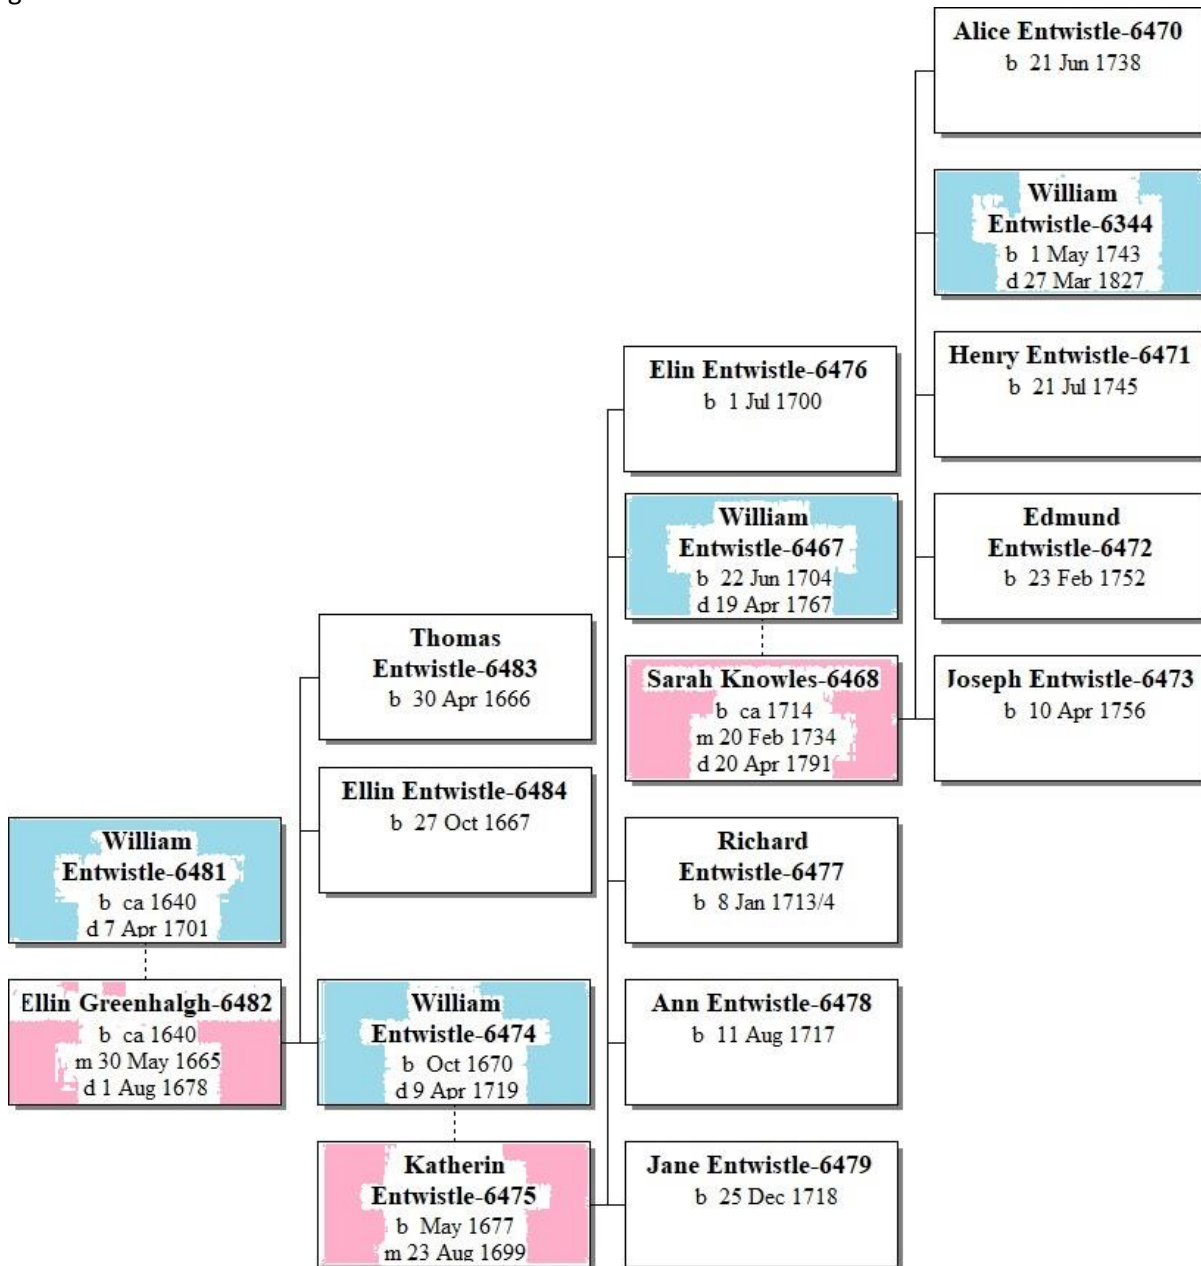 Alice Entwistle-6470
b 21 Jun 1738
William
Entwistle-6344
b 1 May 1743
d 27 Mar 1827
Henry Entwistle-6471
b 21 Jul 1745
Edmund
Entwistle-6472
b 23 Feb 1752
Joseph Entwistle-6473
b 10 Apr 1756
Elin Entwistle-6476
b 1 Jul 1700
William
Entwistle-6467
b 22 Jun 1704
d 19 Apr 1767
Sarah Knowles-6468
b ca 1714
m 20 Feb 1734
d 20 Apr 1791
Richard
Entwistle-6477
b 8 Jan 1713/4
Ann Entwistle-6478
b 11 Aug 1717
Jane Entwistle-6479
b 25 Dec 1718
Thomas
Entwistle-6483
b 30 Apr 1666
Ellin Entwistle-6484
b 27 Oct 1667
William
Entwistle-6474
b Oct 1670
d 9 Apr 1719
Katherin
Entwistle-6475
b May 1677
m 23 Aug 1699
William
Entwistle-6481
b ca 1640
d 7 Apr 1701
Ellin Greenhalgh-6482
b ca 1640
m 30 May 1665
d 1 Aug 1678